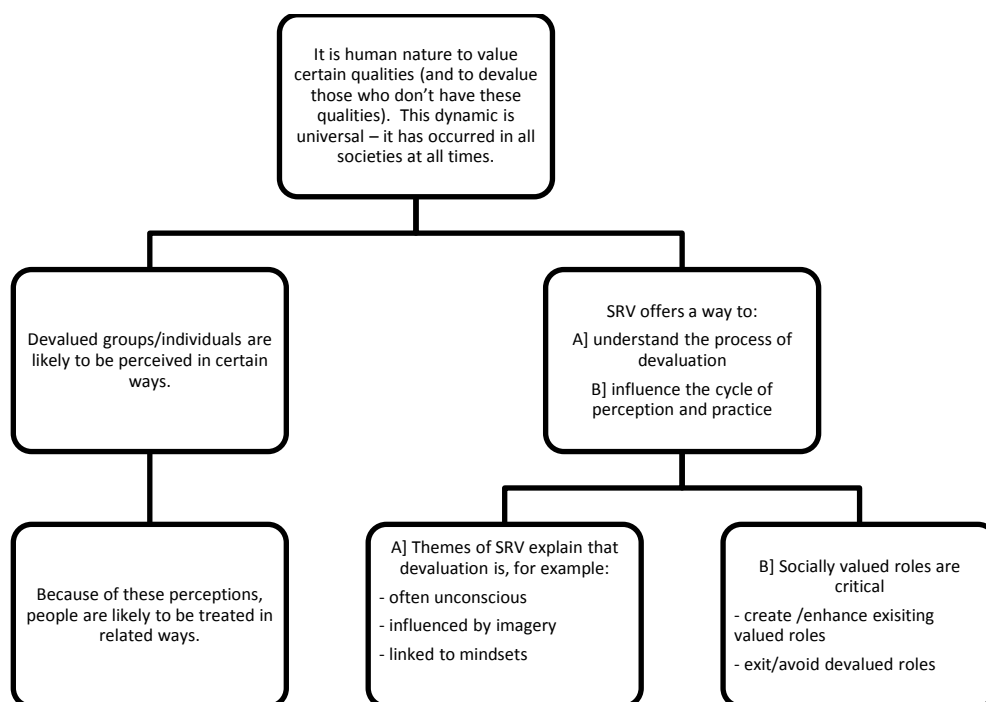 It is human nature to value
certain qualities (and to devalue
those who don't have these
qualities).  This dynamic is
universal – it has occurred in all
societies at all times.
Devalued groups/individuals are
likely to be perceived in certain
ways.
SRV offers a way to:
A] understand the process of
devaluation
B] influence the cycle of
perception and practice
Because of these perceptions,
people are likely to be treated in
related ways.
A] Themes of SRV explain that
devaluation is, for example:
- often unconscious
- influenced by imagery
- linked to mindsets
B] Socially valued roles are
critical
- create /enhance exisiting
valued roles
- exit/avoid devalued roles